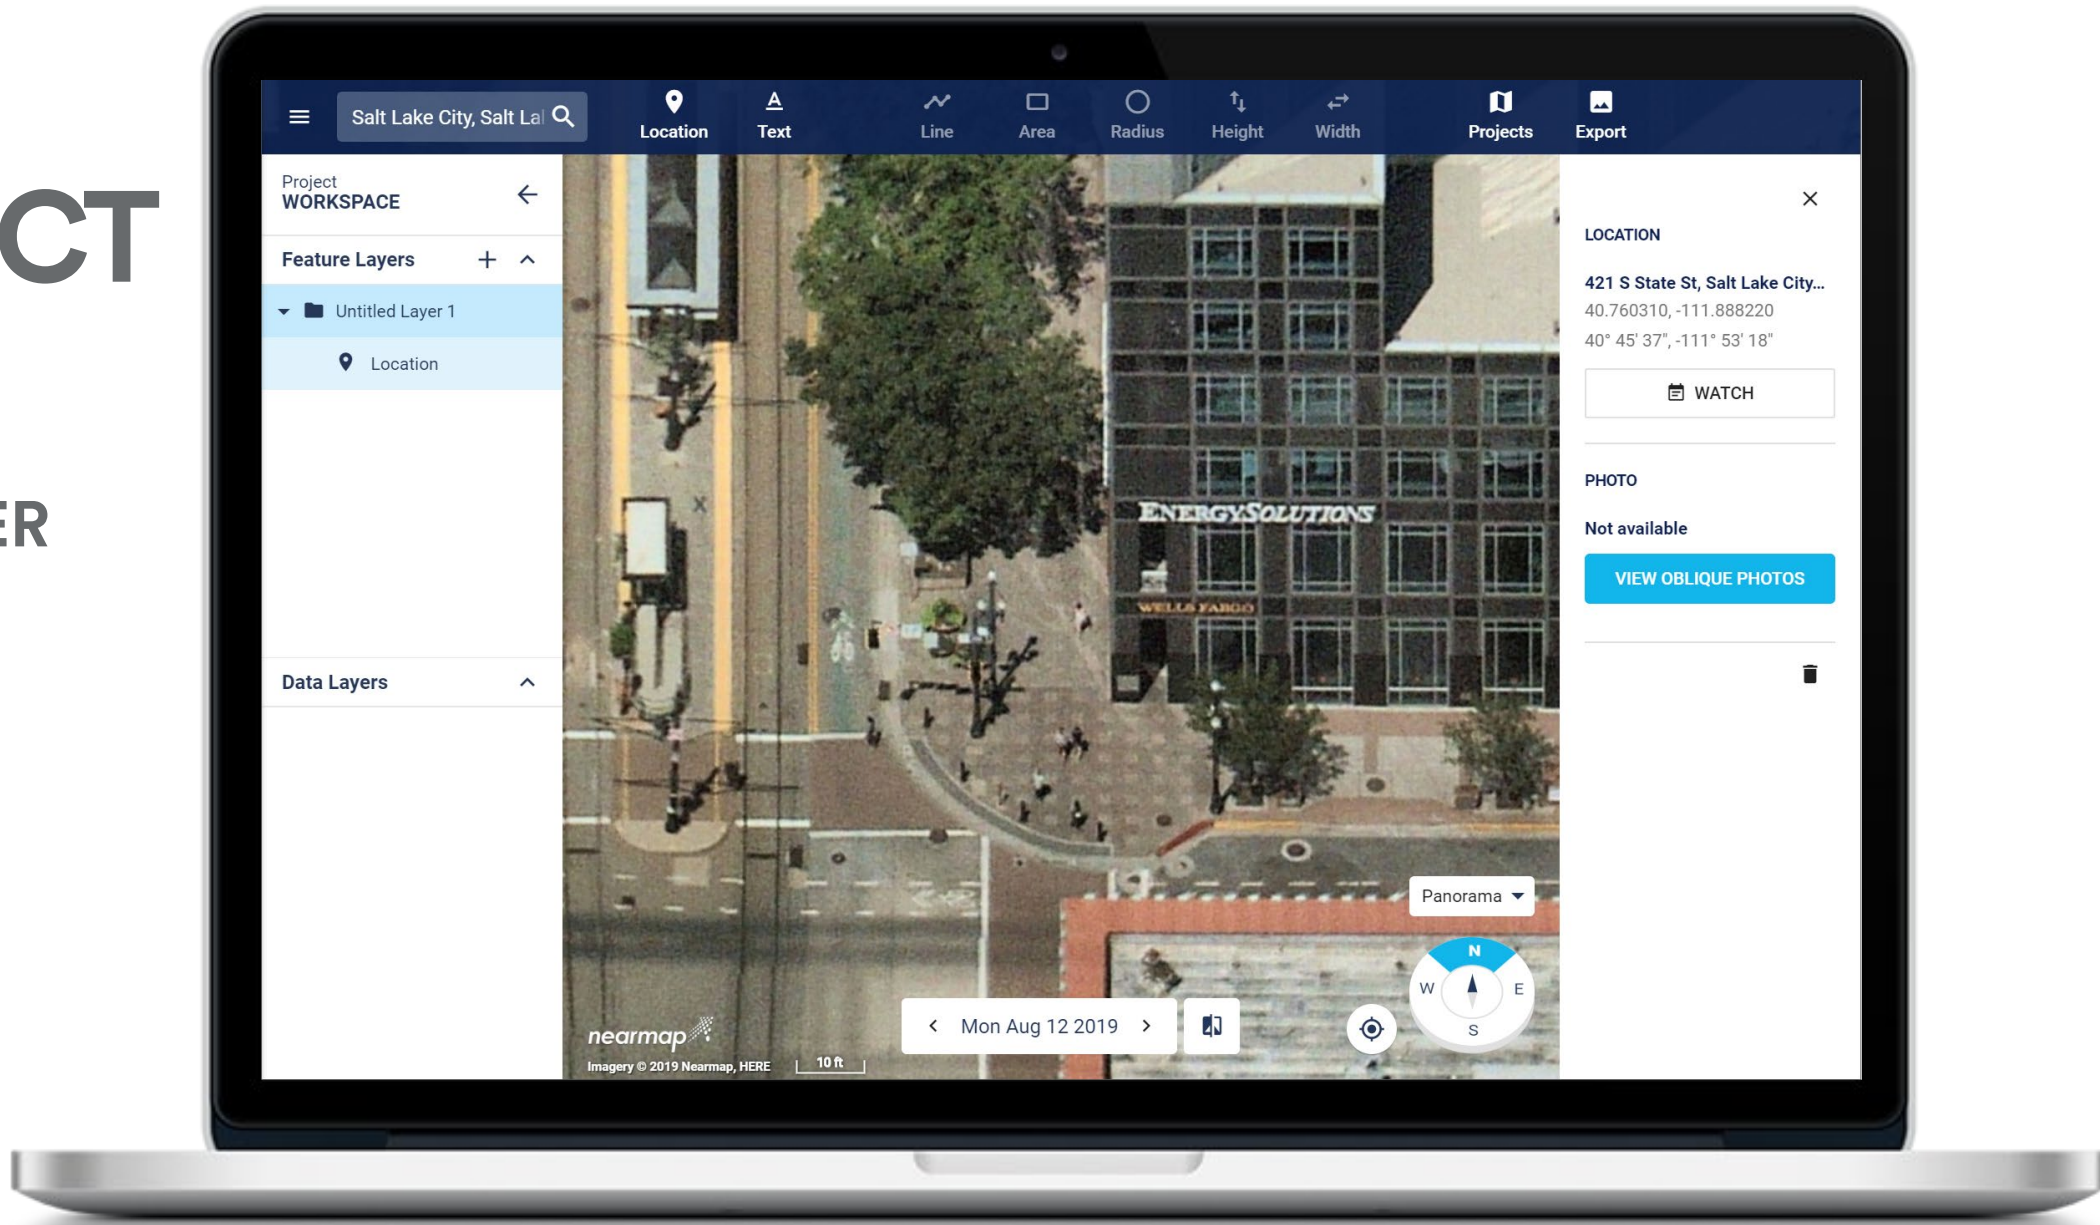 CT
ER
Salt Lake City, Salt Lal
Location
Text
Line
Area
Radius
Height
Width
Projects
Export
Project
WORKSPACE
Feature Layers
Untitled Layer 1
Location
Data Layers
ENERGYSOLUTIONS
WELLS FARGO
LOCATION
421 S State St, Salt Lake City...
40.760310, -111.888220
40° 45' 37", -111° 53' 18"
WATCH
PHOTO
Not available
VIEW OBLIQUE PHOTOS
Panorama
N
W
E
S
Mon Aug 12 2019
nearmap
Imagery © 2019 Nearmap, HERE
10 ft